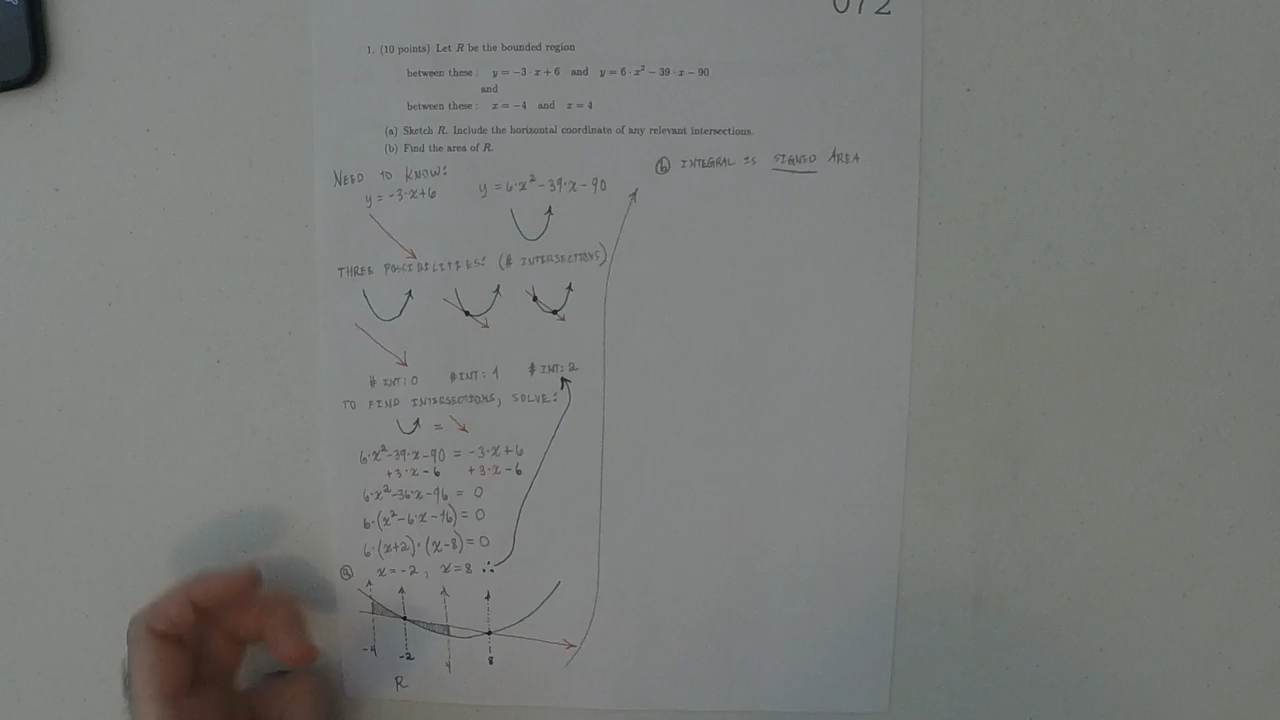 012
1. (10 points) Let R be the bounded region
between these : y = −3 · x + 6 and y = 6 · x² − 39 · x − 90
and
between these : x = −4 and x = 4
(a) Sketch R. Include the horizontal coordinate of any relevant intersections.
(b) Find the area of R.
NEED TO KNOW:
y = -3·x+6 y = 6·x²-39·x-90
THREE POSSIBILITIES: (# INTERSECTIONS)
# INT: 0 # INT: 1 # INT: 2
TO FIND INTERSECTIONS, SOLVE:
=
6·x²-39·x-90 = -3·x+6
+3·x-6 +3·x-6
6·x²-36·x-96 = 0
6·(x²-6·x-16) = 0
6·(x+2)·(x-8) = 0
(a) x = -2, x = 8 ∴
-4 -2 4 8
R
(b) INTEGRAL IS SIGNED AREA